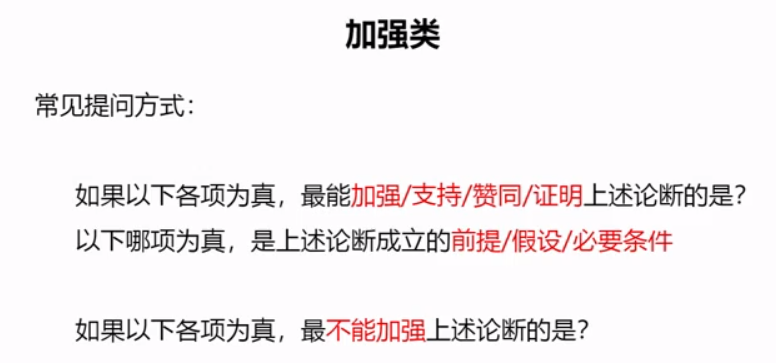 加强类
常见提问方式：
如果以下各项为真，最能加强/支持/赞同/证明上述论断的是？
以下哪项为真，是上述论断成立的前提/假设/必要条件
如果以下各项为真，最不能加强上述论断的是？